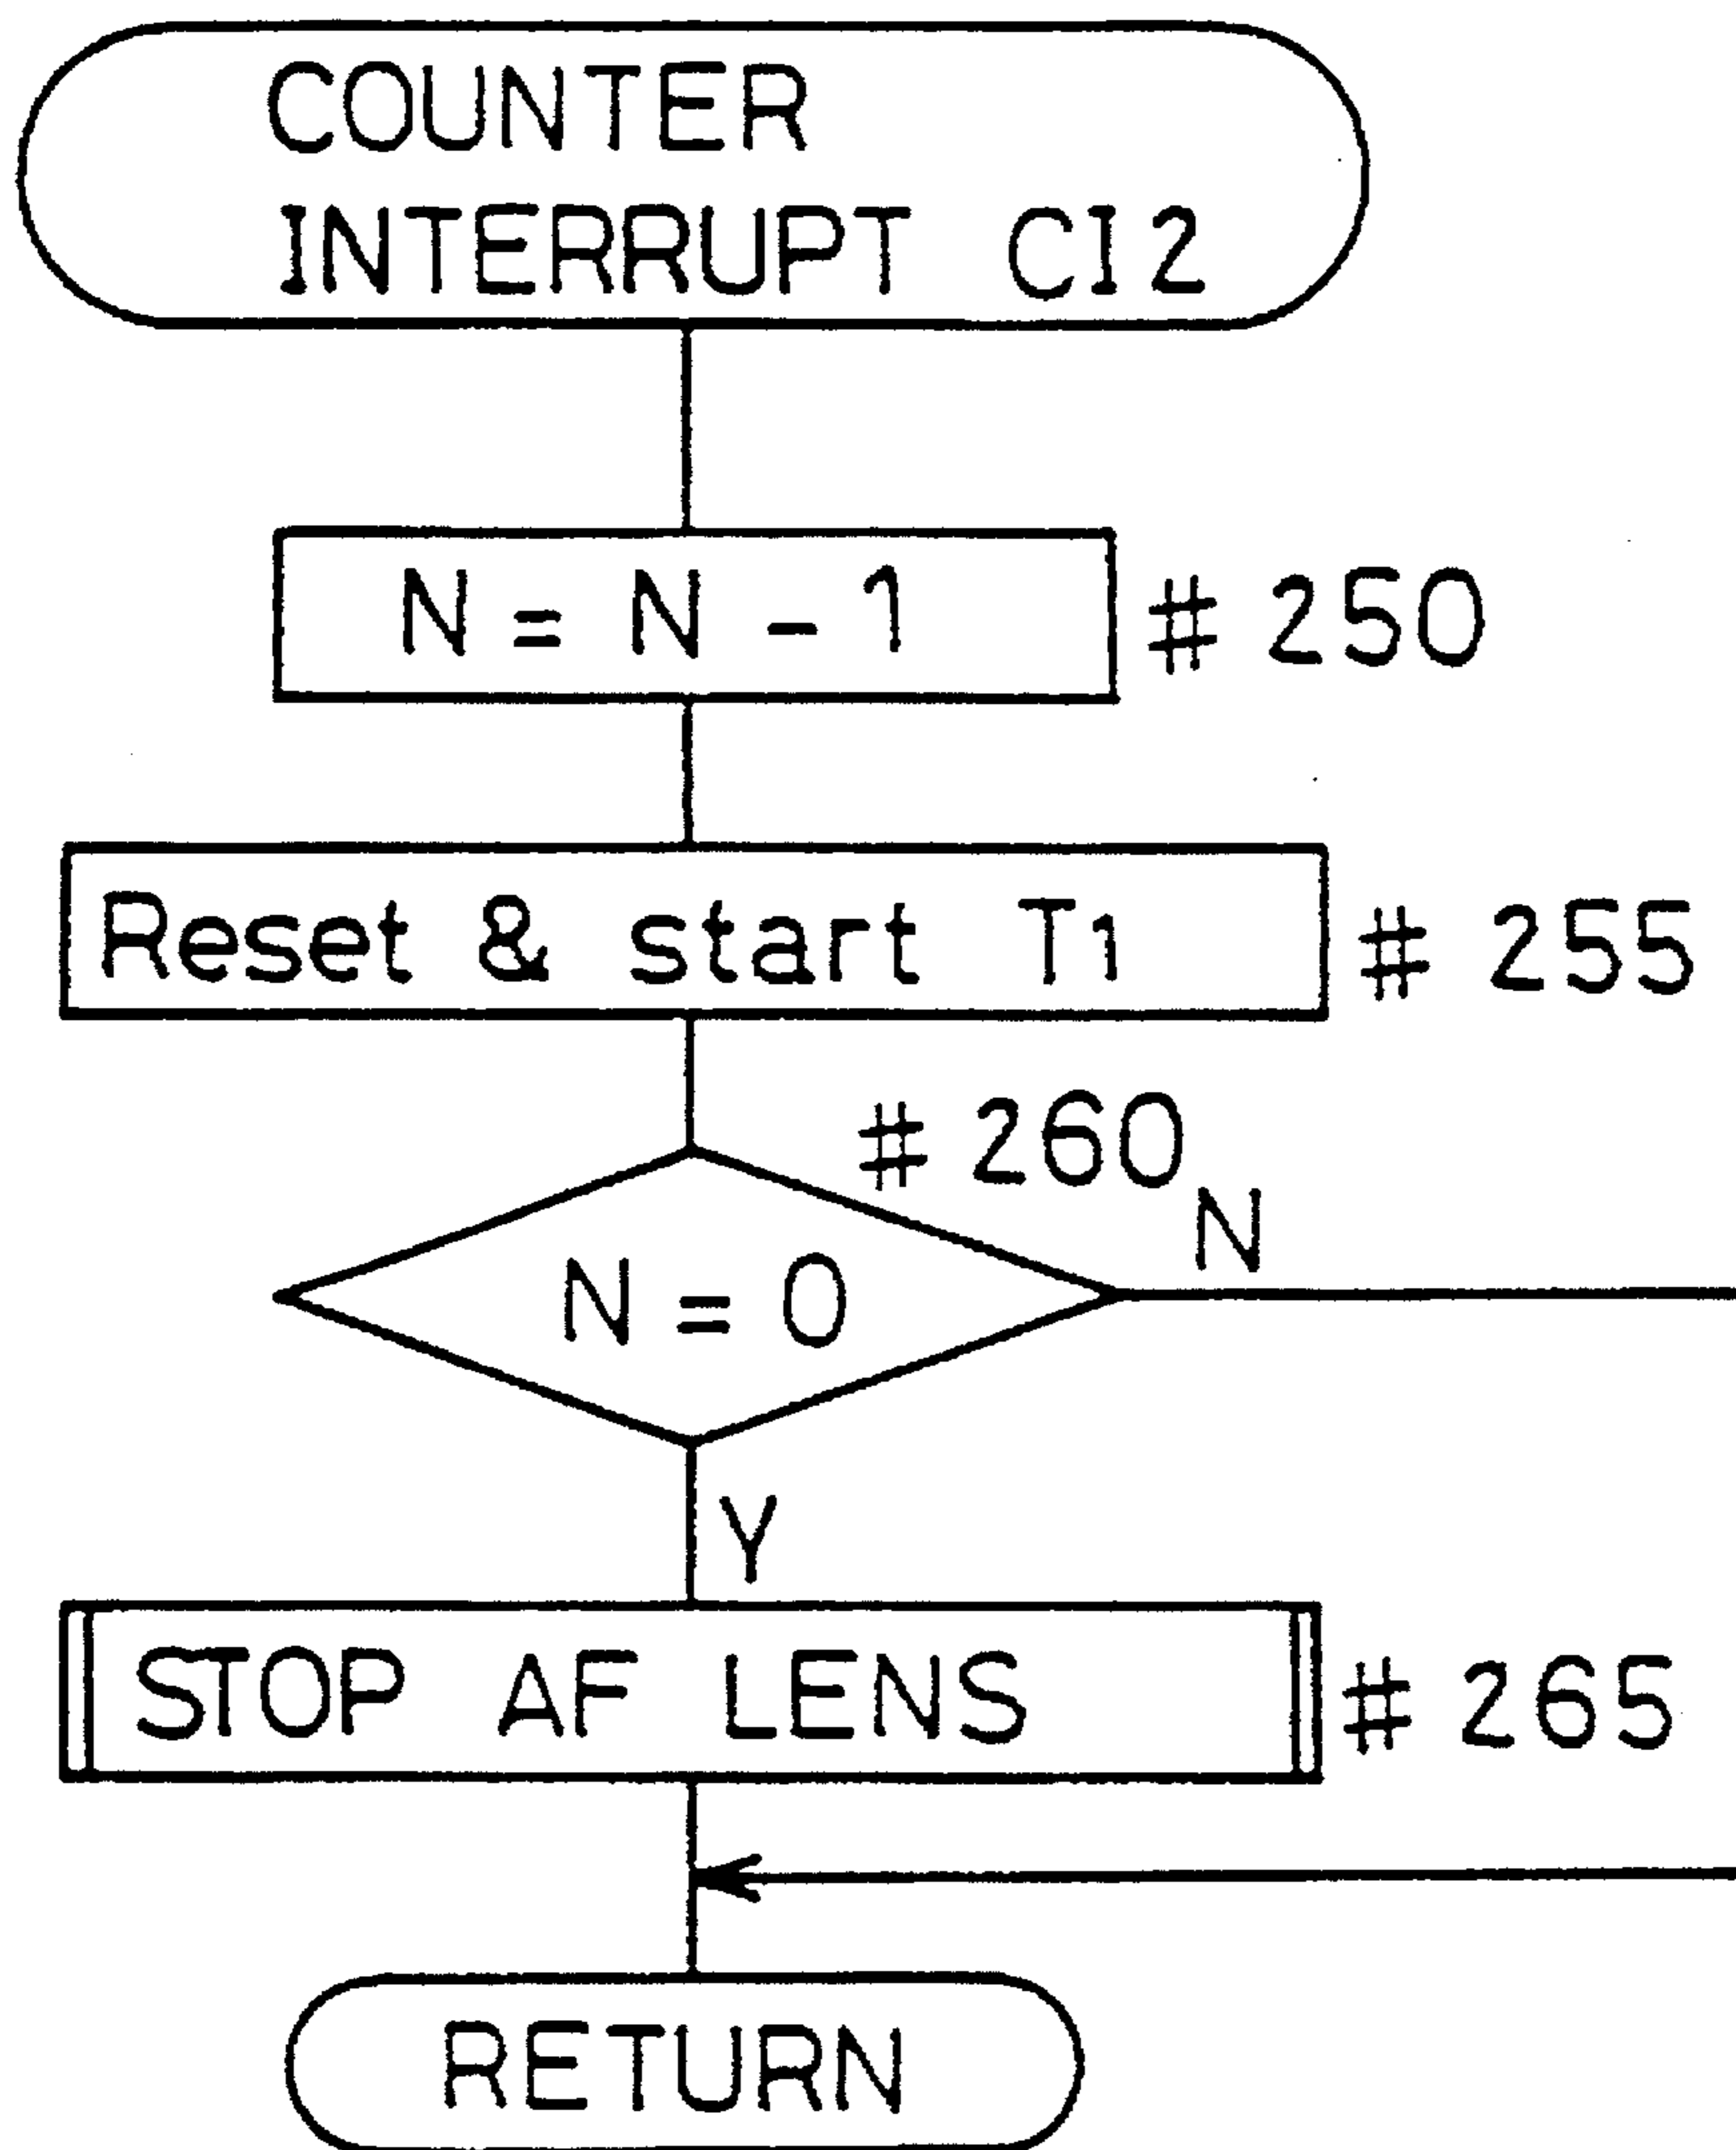 COUNTER
INTERRUPT CI2
N = N - 1 # 250
Reset & start T1 # 255
# 260
N
N = 0
Y
STOP AF LENS # 265
RETURN